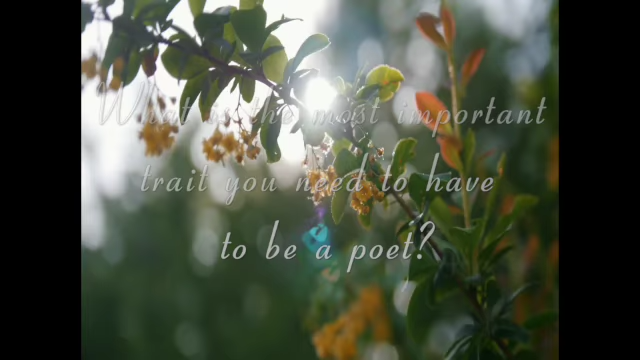 What is the most important
trait you need to have
to be a poet?